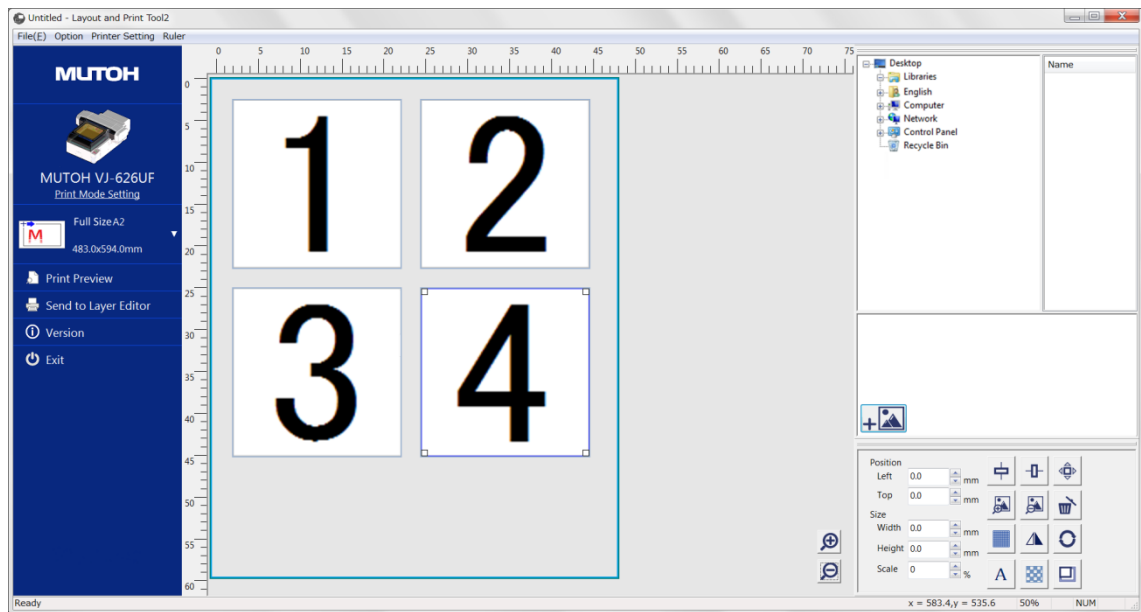 Untitled - Layout and Print Tool2
File(E) Option Printer Setting Ruler
MUTOH
MUTOH VJ-626UF
Print Mode Setting
M
Full Size A2
483.0x594.0mm
Print Preview
Send to Layer Editor
Version
Exit
0 5 10 15 20 25 30 35 40 45 50 55 60 65 70 75
0
5
10
15
20
25
30
35
40
45
50
55
60
1 2
3 4
Desktop
Libraries
English
Computer
Network
Control Panel
Recycle Bin
Name
Position
Left 0.0 mm
Top 0.0 mm
Size
Width 0.0 mm
Height 0.0 mm
Scale 0 %
A
Ready
x = 583.4,y = 535.6 50% NUM